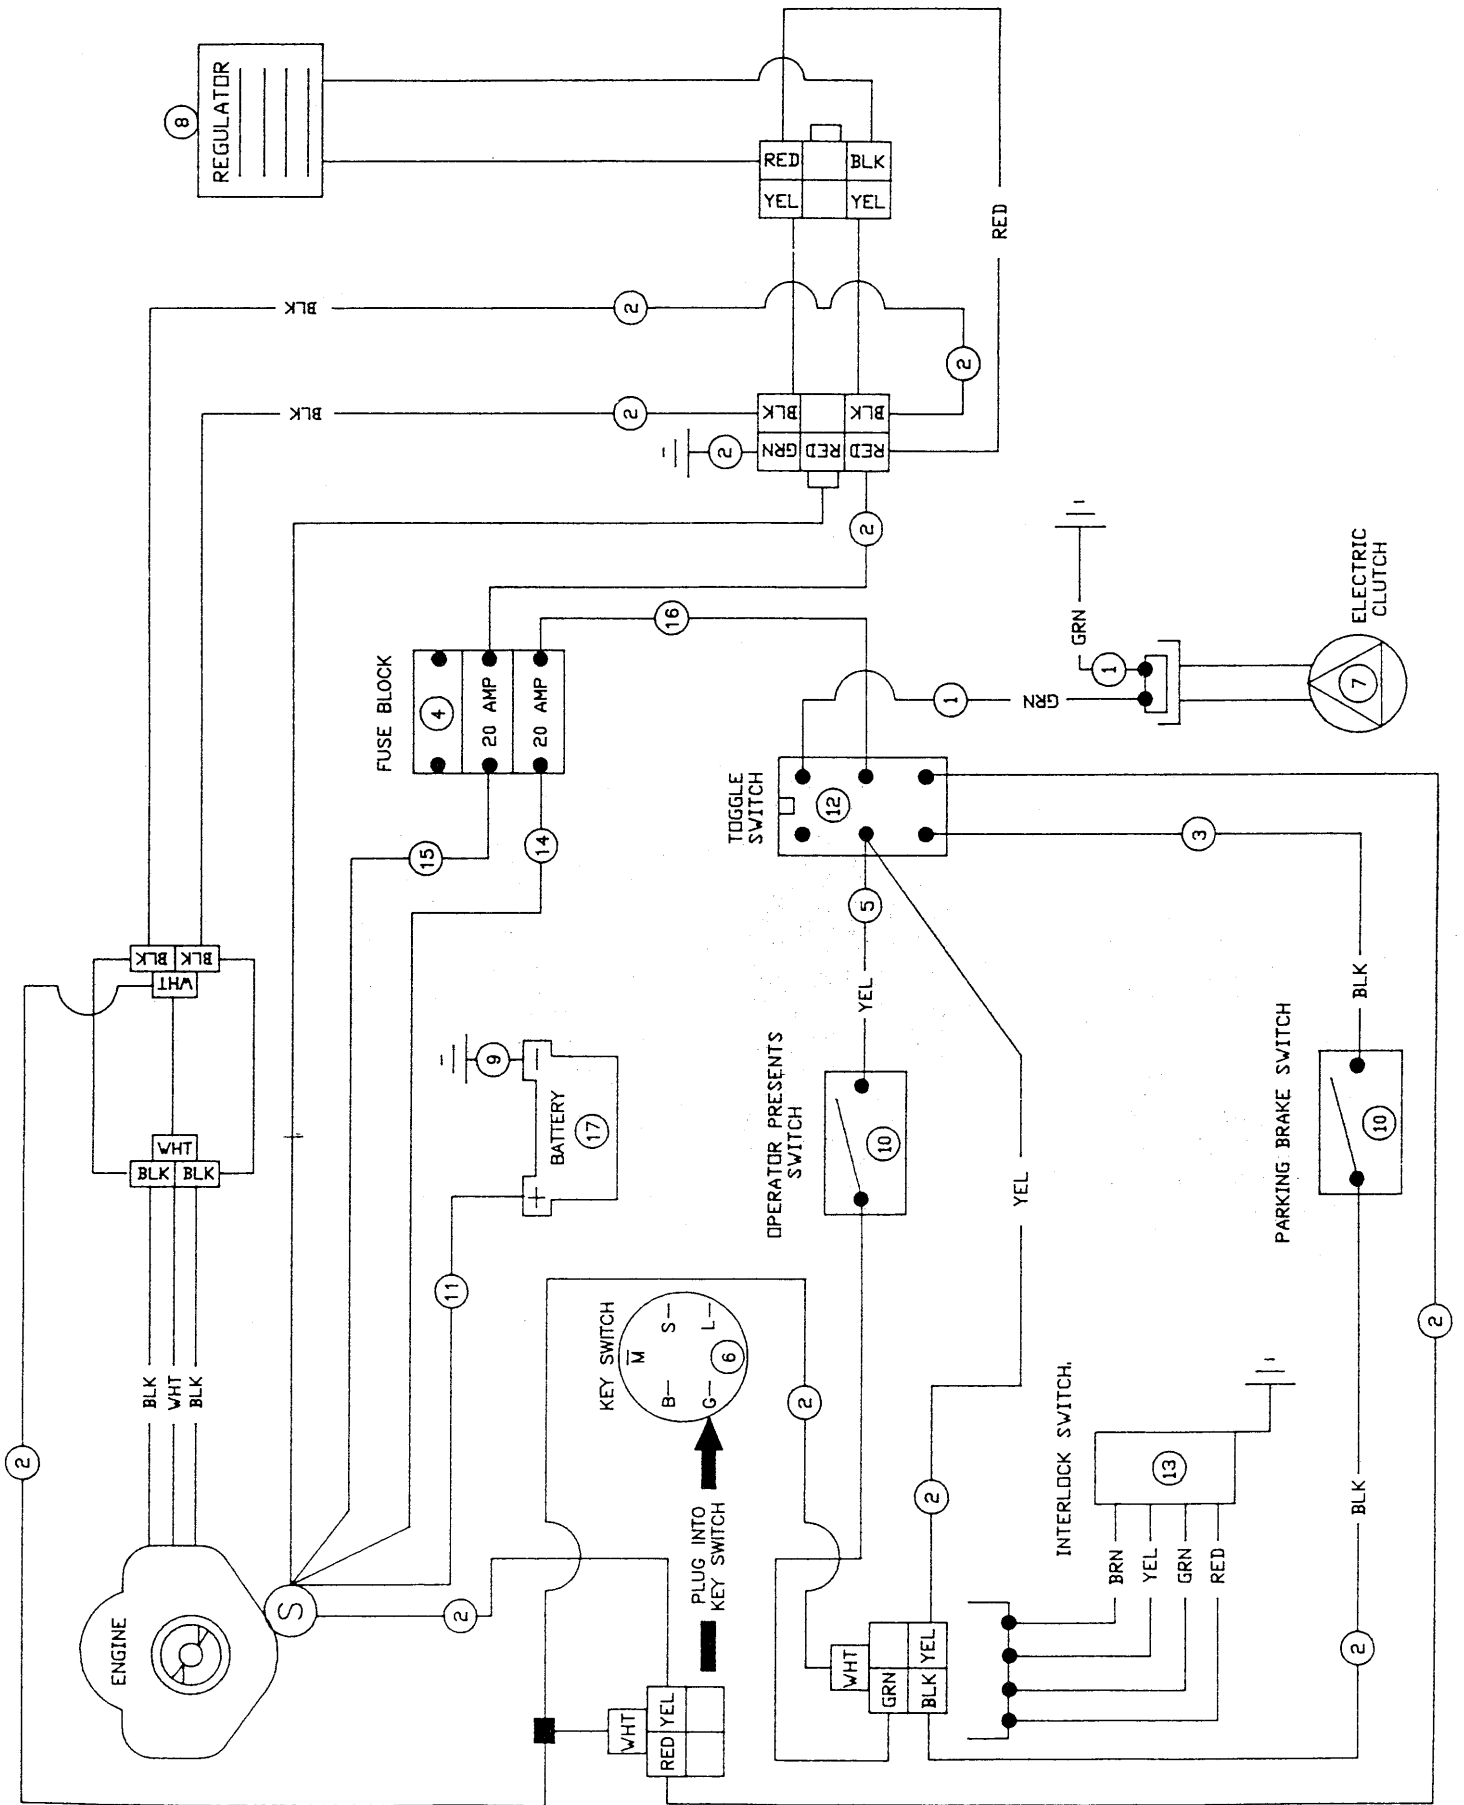 8
REGULATOR
RED
BLK
YEL
YEL
RED
BLK
2
2
BLK
2
BLK
BLK
2
GRN
RED
RED
2
FUSE BLOCK
4
20 AMP
20 AMP
16
15
14
GRN
1
1
GRN
ELECTRIC
CLUTCH
7
TOGGLE
SWITCH
12
3
5
YEL
BLK
BLK
BLK
WHT
WHT
BLK
BLK
9
BATTERY
17
-
+
11
OPERATOR PRESENTS
SWITCH
10
YEL
PARKING BRAKE SWITCH
10
2
BLK
WHT
BLK
2
KEY SWITCH
M
B
S
G
L
6
2
2
INTERLOCK SWITCH.
13
BRN
YEL
GRN
RED
BLK
2
ENGINE
S
2
PLUG INTO
KEY SWITCH
WHT
RED
YEL
WHT
GRN
BLK
YEL